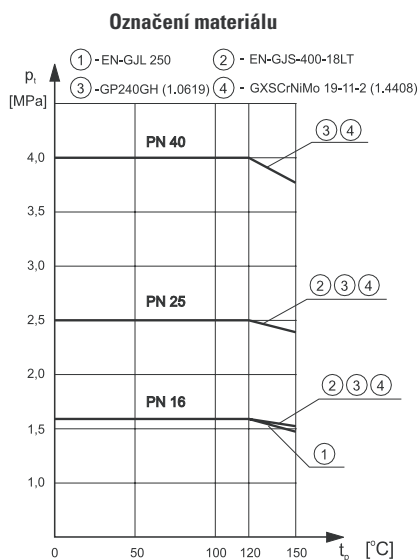 Označení materiálu
1 - EN-GJL 250 2 - EN-GJS-400-18LT
3 -GP240GH (1.0619) 4 - GXSCrNiMo 19-11-2 (1.4408)
pt
[MPa]
PN 40
3 4
4,0
3,5
3,0
2 3 4
PN 25
2,5
2,0
2 3 4
PN 16
1,5
1
1,0
0 50 100 120 150
tp [°C]